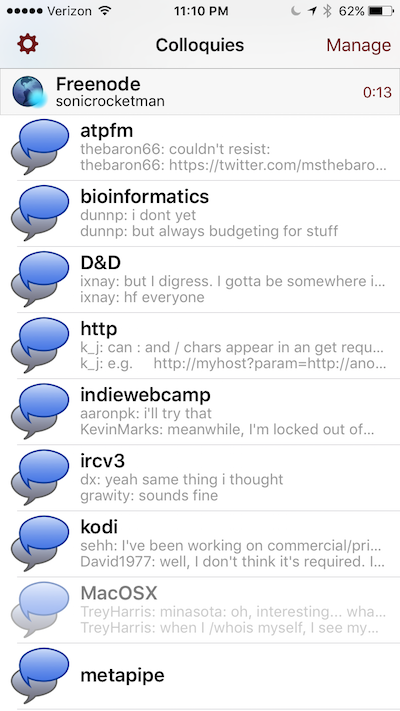 Verizon 11:10 PM 62%
Colloquies Manage
Freenode
sonicrocketman 0:13
atpfm
thebaron66: couldn't resist:
thebaron66: https://twitter.com/msthebaro...
bioinformatics
dunnp: i dont yet
dunnp: but always budgeting for stuff
D&D
ixnay: but I digress. I gotta be somewhere i...
ixnay: hf everyone
http
k_j: can : and / chars appear in an get requ...
k_j: e.g. http://myhost?param=http://ano...
indiewebcamp
aaronpk: i'll try that
KevinMarks: meanwhile, I'm locked out of...
ircv3
dx: yeah same thing i thought
grawity: sounds fine
kodi
sehh: I've been working on commercial/pri...
David1977: well, I don't think it's required. I...
MacOSX
TreyHarris: minasota: oh, interesting... wha...
TreyHarris: when I /whois myself, I see my...
metapipe